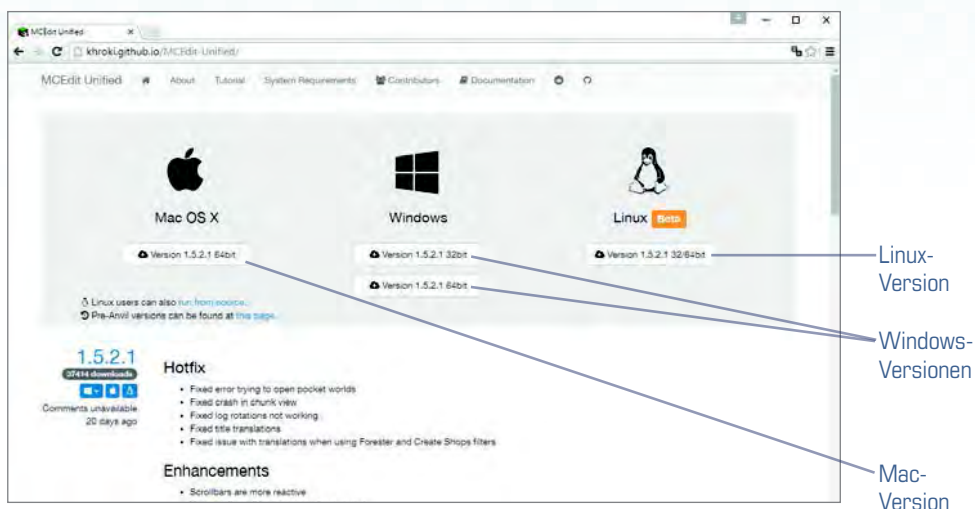 MCEdit Unified
khroki.github.io/MCEdit-Unified/
MCEdit Unified About Tutorial System Requirements Contributors Documentation
Mac OS X
Windows
Linux Beta
Version 1.5.2.1 64bit
Version 1.5.2.1 32bit
Version 1.5.2.1 32/64bit
Version 1.5.2.1 64bit
Linux users can also run from source.
Pre-Anvil versions can be found at this page.
1.5.2.1
37414 downloads
Comments unavailable
20 days ago
Hotfix
Fixed error trying to open pocket worlds
Fixed crash in chunk view
Fixed log rotations not working
Fixed title translations
Fixed issue with translations when using Forester and Create Shops filters
Enhancements
Scrollbars are more reactive
Linux-
Version
Windows-
Versionen
Mac-
Version